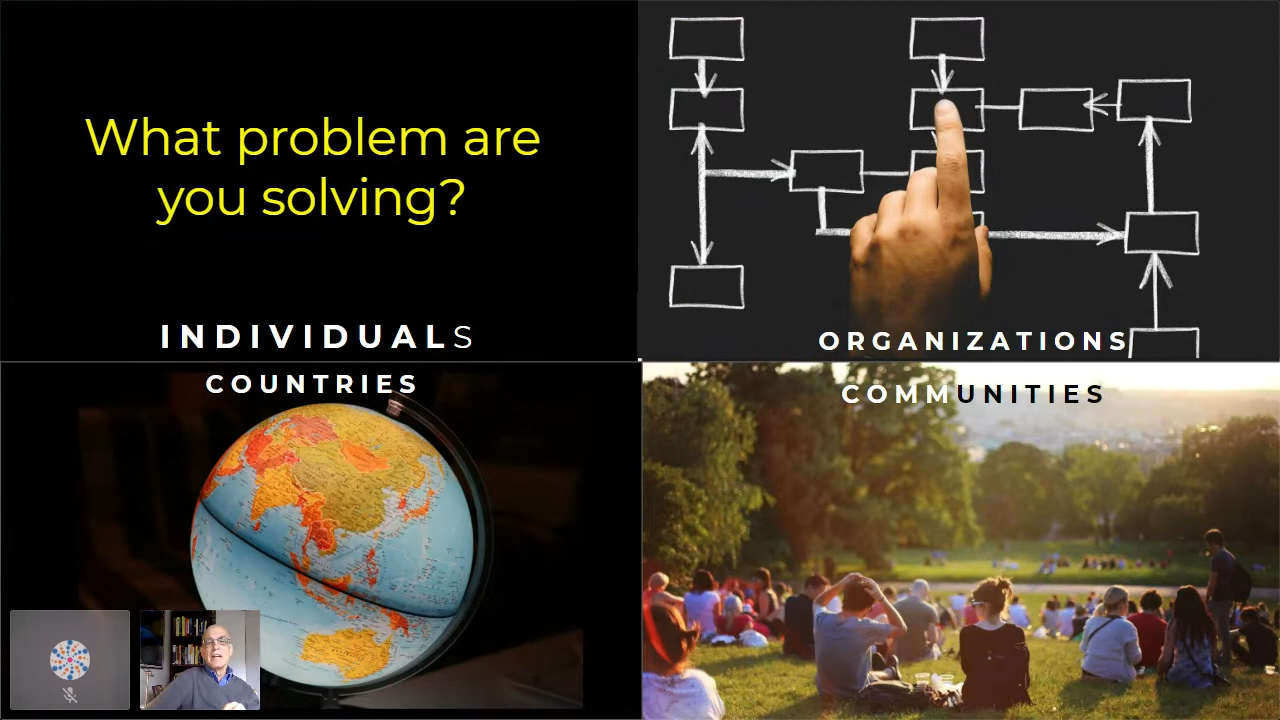 What problem are
you solving?
INDIVIDUALS
ORGANIZATIONS
COUNTRIES
COMMUNITIES